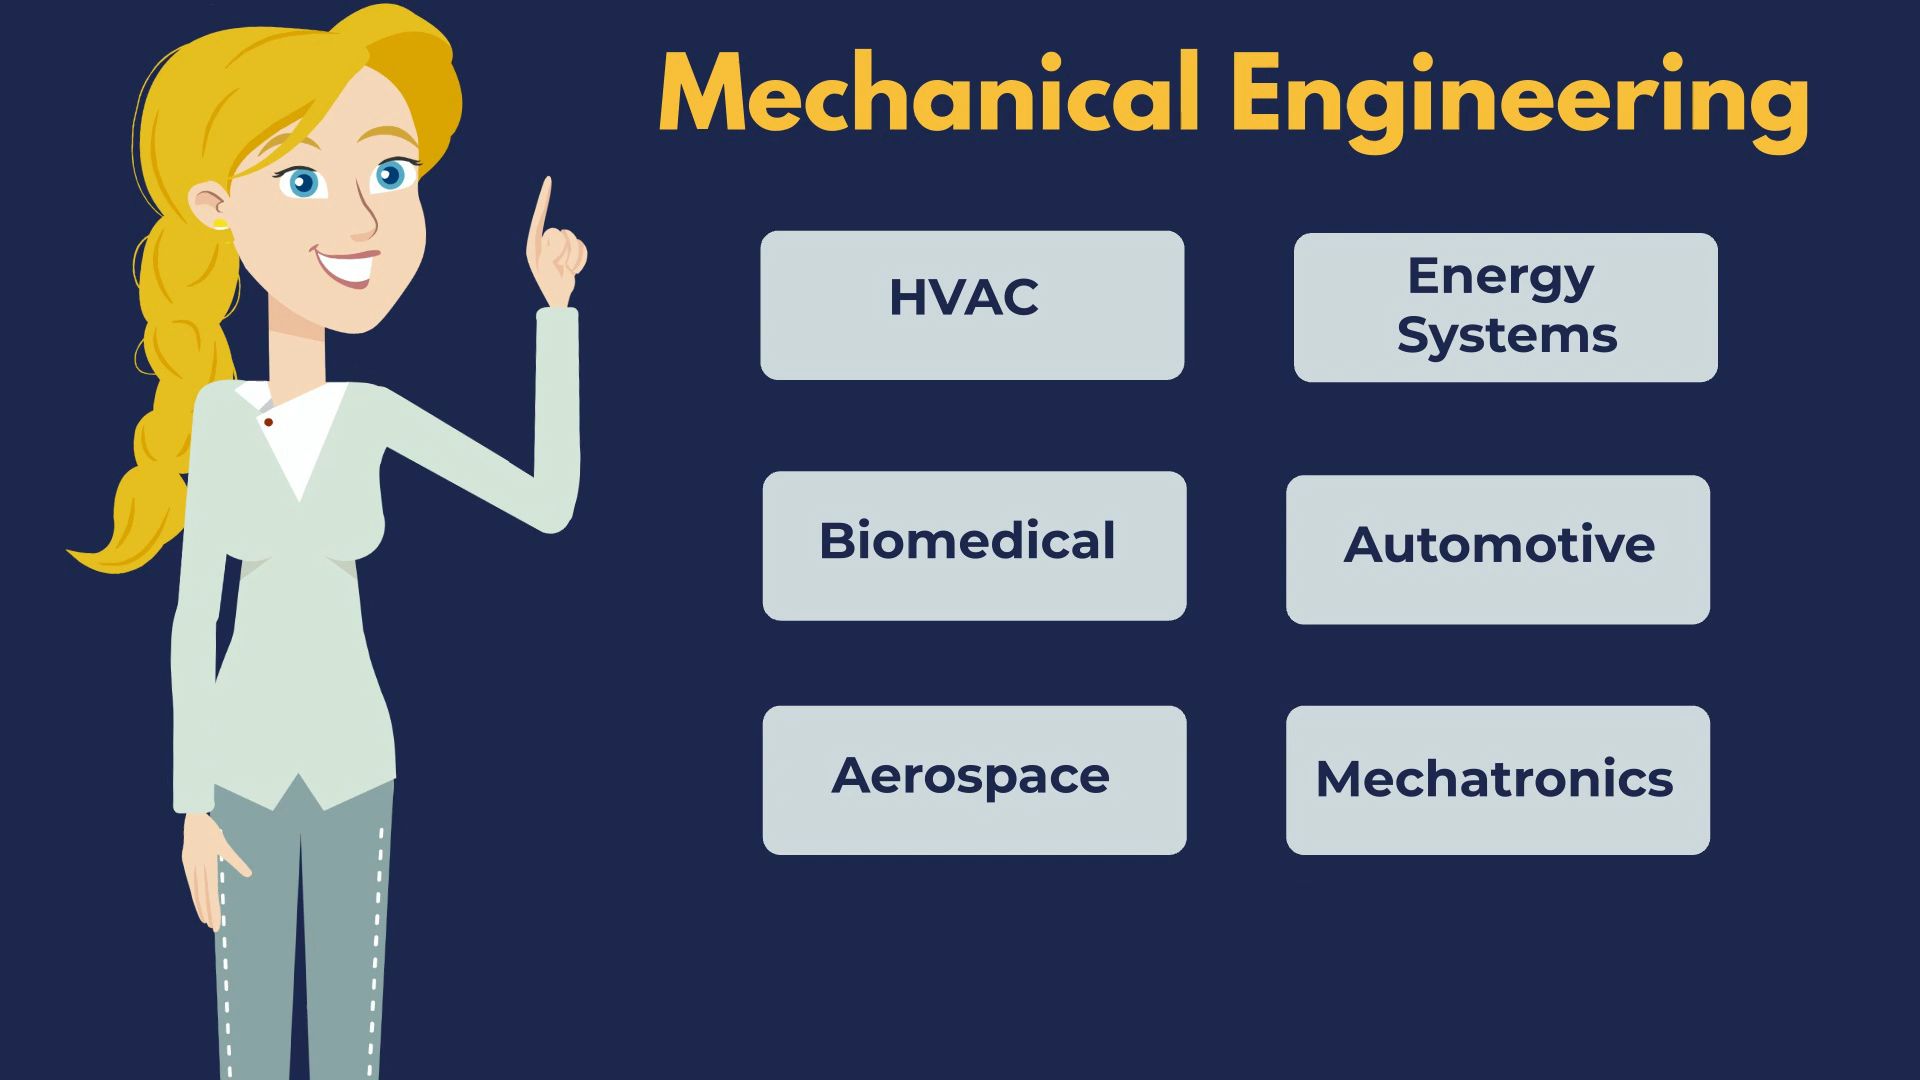 Mechanical Engineering
HVAC
Energy
Systems
Biomedical
Automotive
Aerospace
Mechatronics